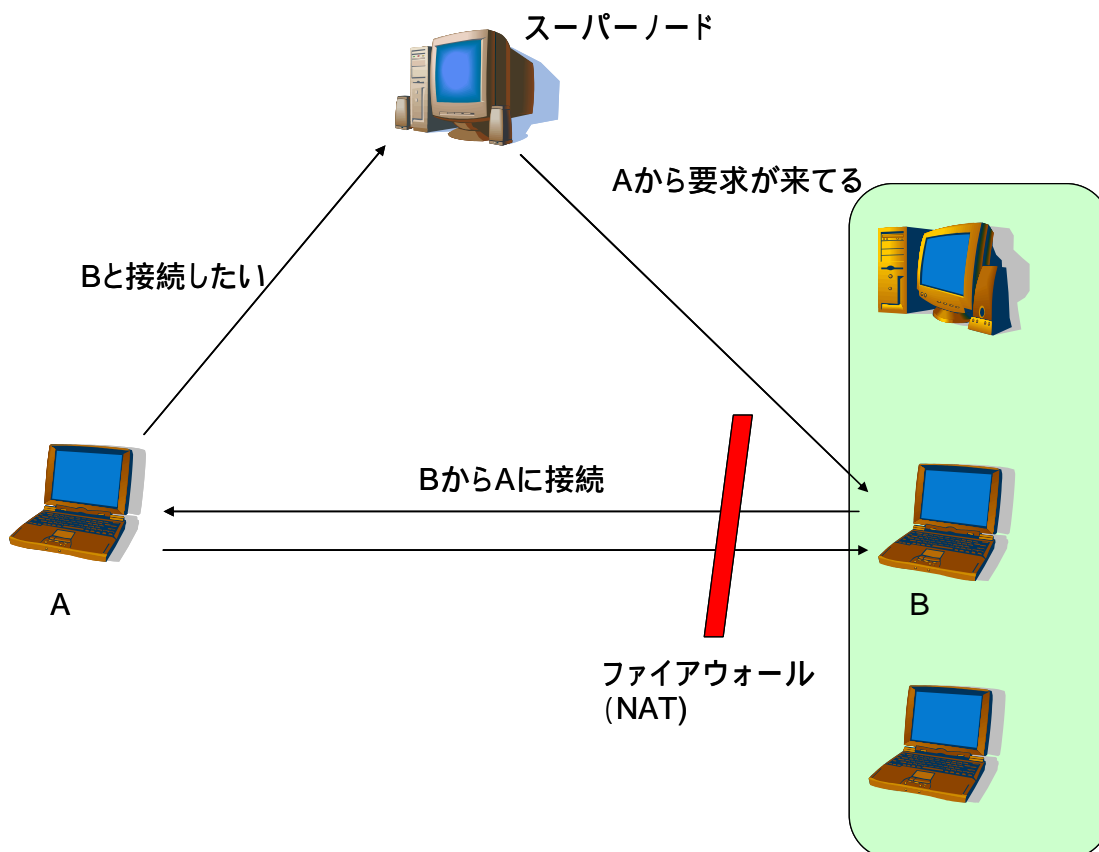 スーパーノード
Aから要求が来てる
Bと接続したい
BからAに接続
A
B
ファイアウォール
(NAT)